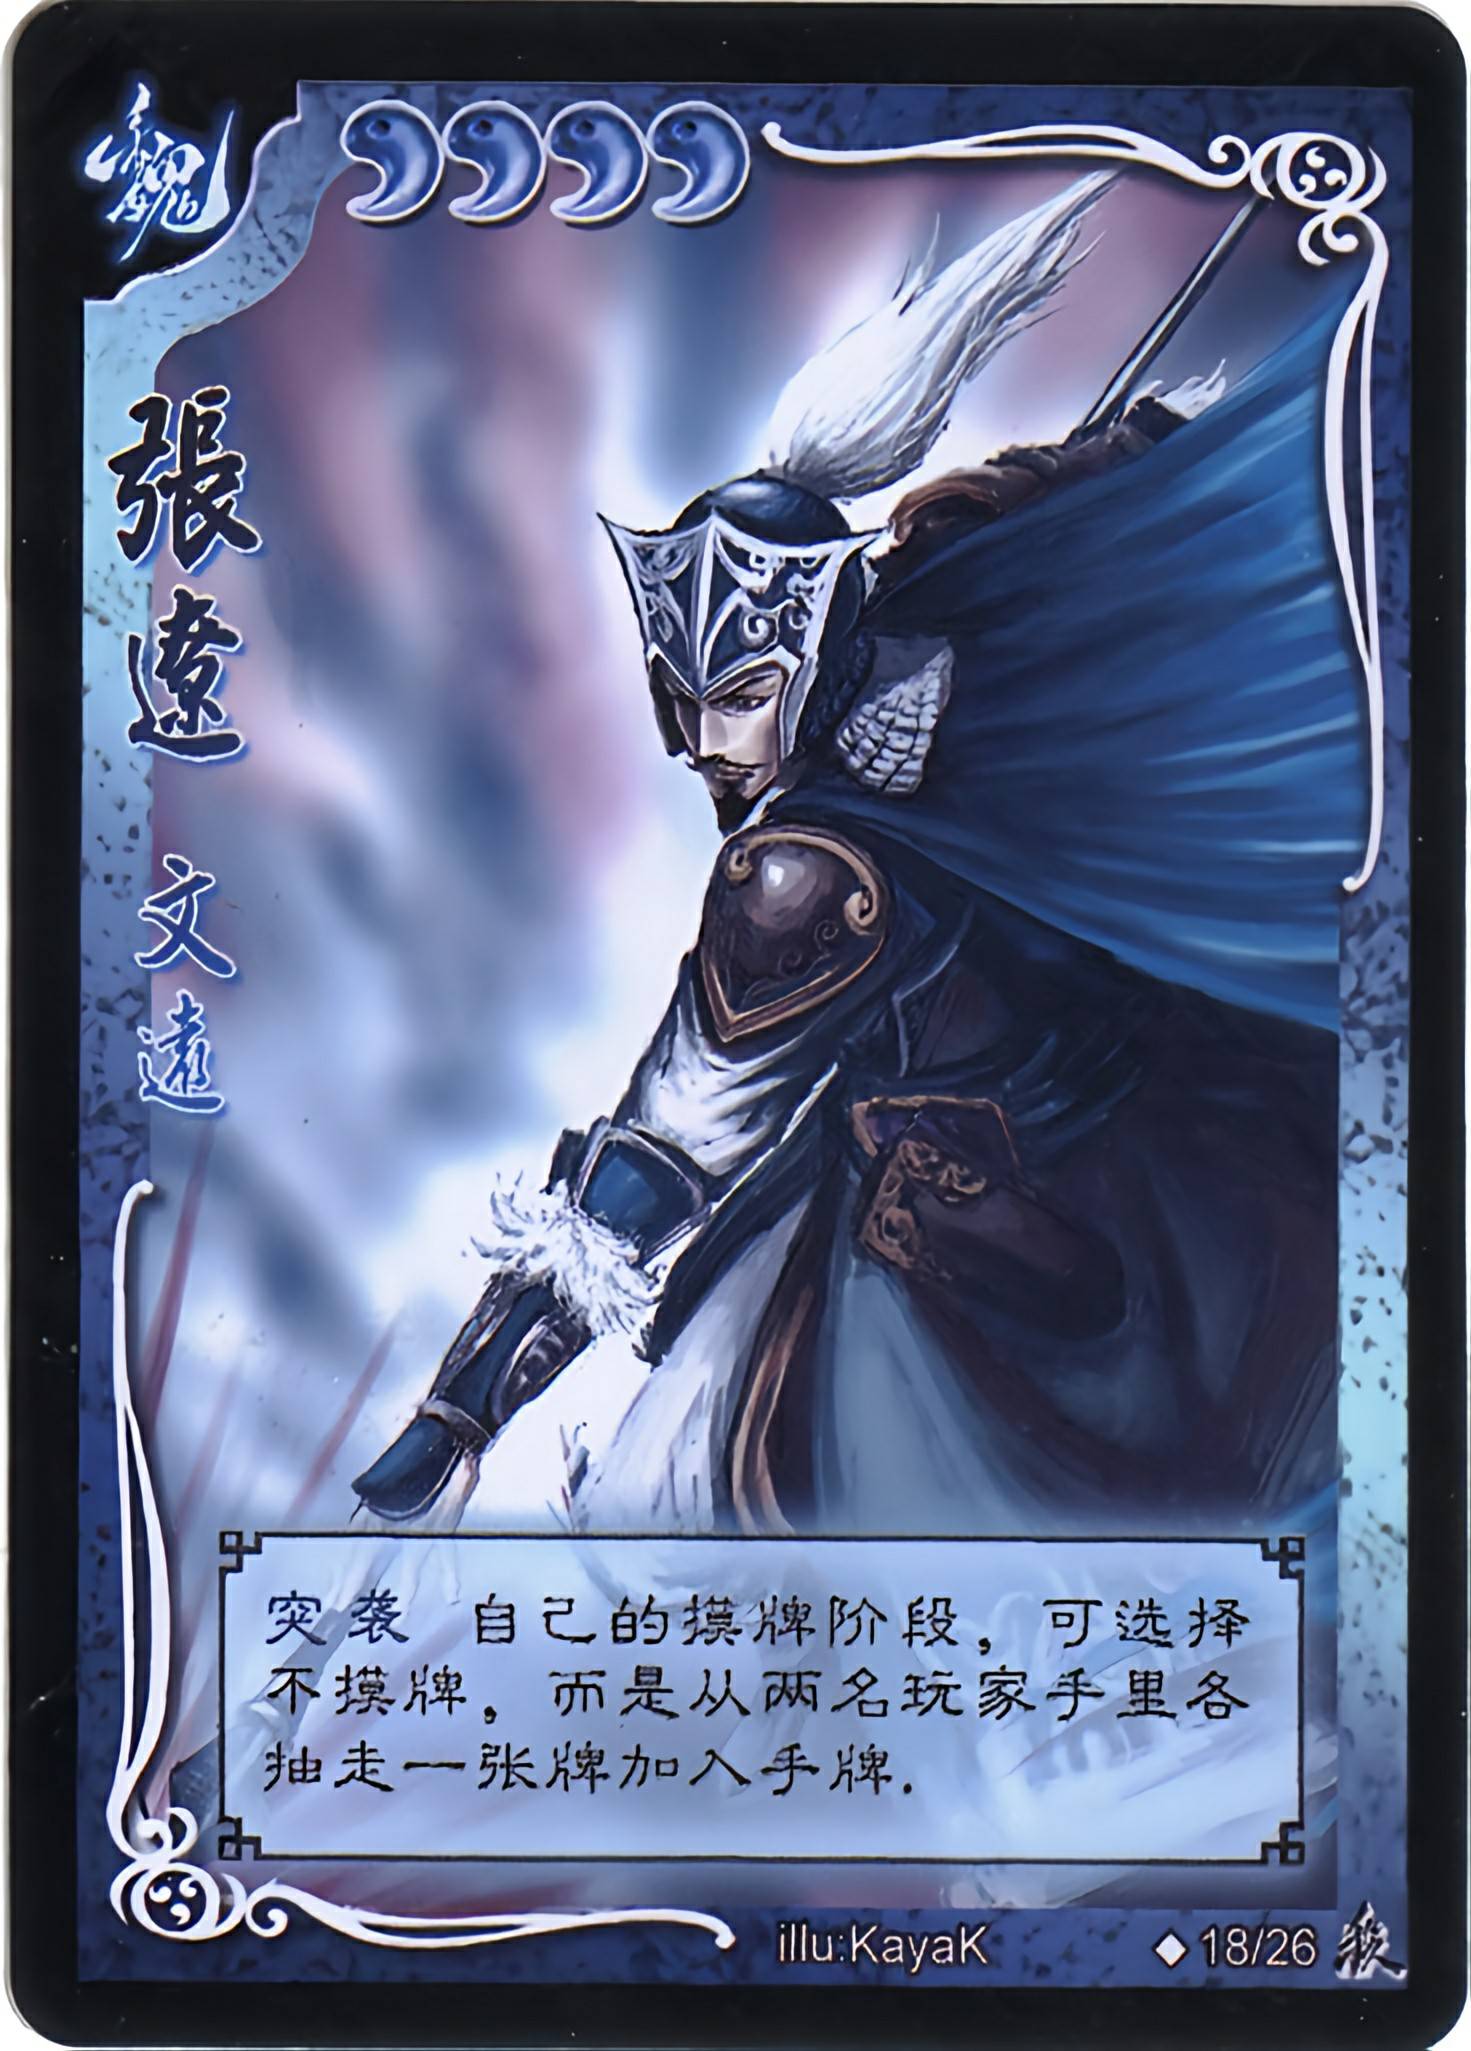 魏
張遼
文遠
突袭 自己的摸牌阶段，可选择
不摸牌，而是从两名玩家手里各
抽走一张牌加入手牌.
illu:KayaK
◆18/26